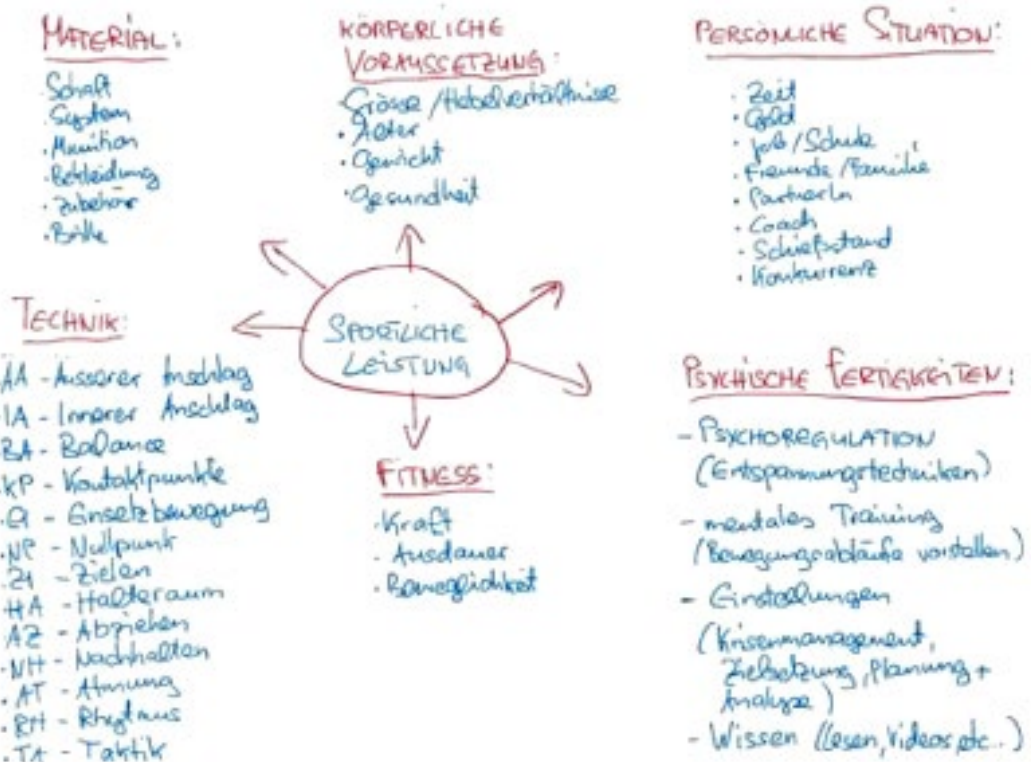 MATERIAL:
· Schaft
· System
· Munition
· Bekleidung
· Zubehör
· Brille
KÖRPERLICHE
VORAUSSETZUNG:
· Grösse / Hebelverhältnisse
· Alter
· Gewicht
· Gesundheit
PERSÖNLICHE SITUATION:
· Zeit
· Geld
· Job / Schule
· Freunde / Familie
· PartnerIn
· Coach
· Schießstand
· Konkurrenz
SPORTLICHE
LEISTUNG
TECHNIK:
ÄA - Äusserer Anschlag
IA - Innerer Anschlag
BA - Balance
KP - Kontaktpunkte
· EI - Einsetzbewegung
· NP - Nullpunkt
· ZI - Zielen
HA - Halteraum
AZ - Abziehen
· NH - Nachhalten
· AT - Atmung
· RH - Rhytmus
· TA - Taktik
FITNESS:
· Kraft
· Ausdauer
· Beweglichkeit
PSYCHISCHE FERTIGKEITEN:
- PSYCHOREGULATION
(Entspannungstechniken)
- mentales Training
(Bewegungsabläufe vorstellen)
- Einstellungen
(Krisenmanagement,
Zielsetzung, Planung +
Analyse)
- Wissen (lesen, Videos, etc..)